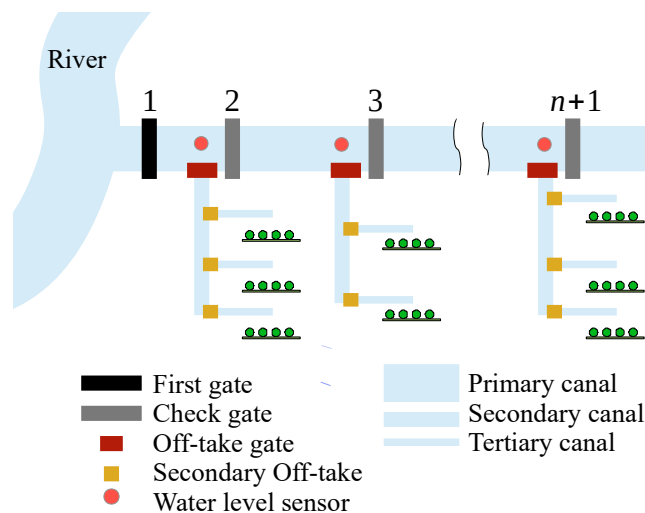 River
1
2
3
n+1
First gate
Check gate
Off-take gate
Secondary Off-take
Water level sensor
Primary canal
Secondary canal
Tertiary canal